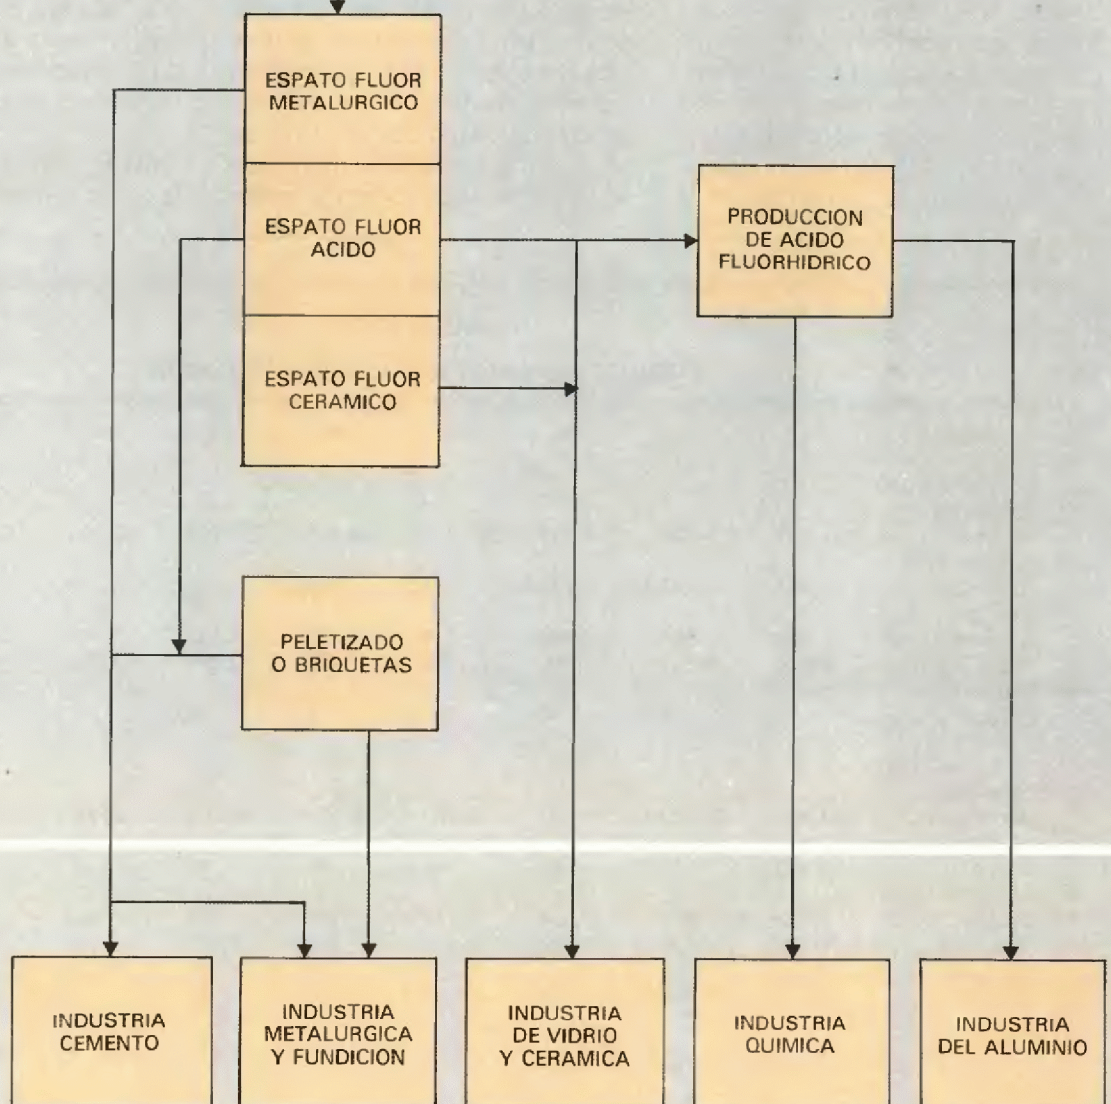 ESPATO FLUOR
METALURGICO
ESPATO FLUOR
ACIDO
PRODUCCION
DE ACIDO
FLUORHIDRICO
ESPATO FLUOR
CERAMICO
PELETIZADO
O BRIQUETAS
INDUSTRIA
CEMENTO
INDUSTRIA
METALURGICA
Y FUNDICION
INDUSTRIA
DE VIDRIO
Y CERAMICA
INDUSTRIA
QUIMICA
INDUSTRIA
DEL ALUMINIO